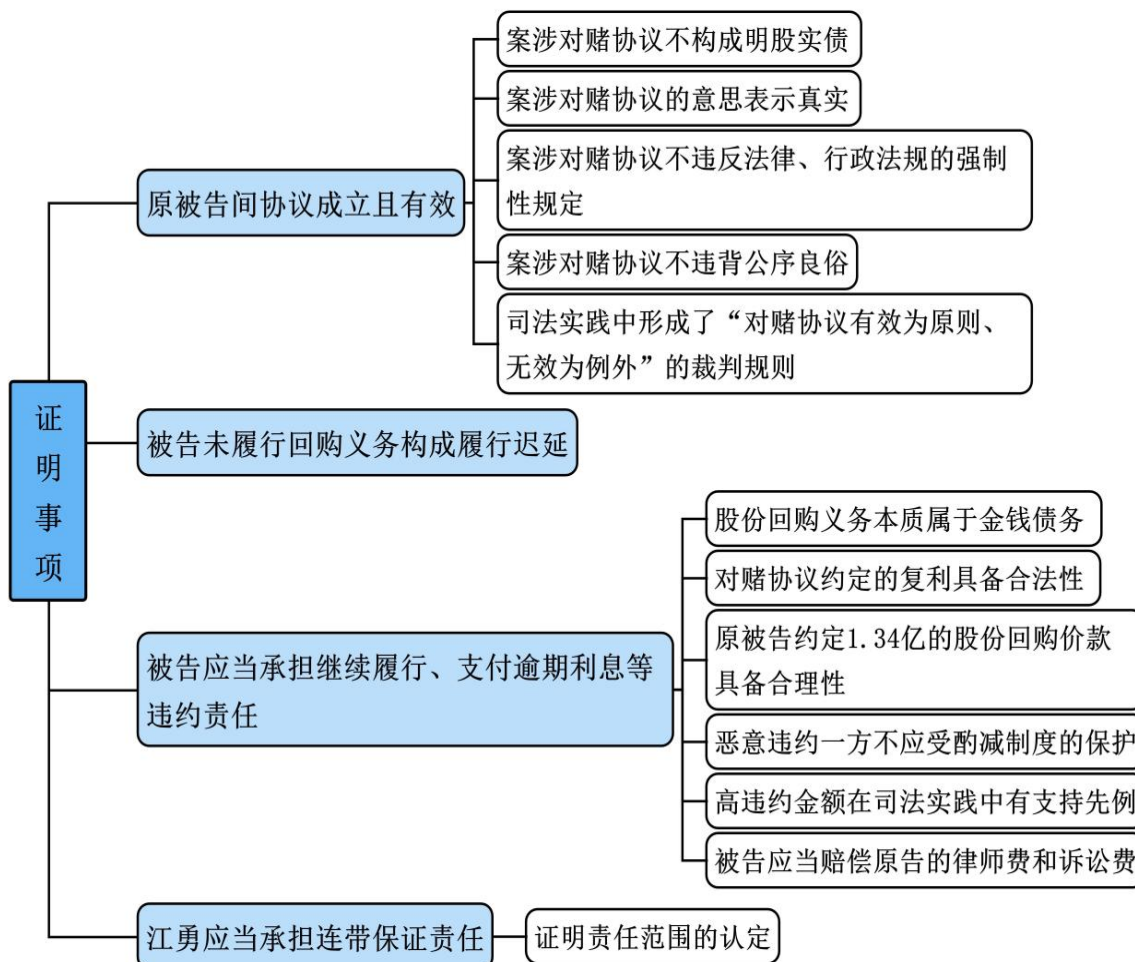 证
明
事
项
原被告间协议成立且有效
案涉对赌协议不构成明股实债
案涉对赌协议的意思表示真实
案涉对赌协议不违反法律、行政法规的强制
性规定
案涉对赌协议不违背公序良俗
司法实践中形成了“对赌协议有效为原则、
无效为例外”的裁判规则
被告未履行回购义务构成履行迟延
被告应当承担继续履行、支付逾期利息等
违约责任
股份回购义务本质属于金钱债务
对赌协议约定的复利具备合法性
原被告约定1.34亿的股份回购价款
具备合理性
恶意违约一方不应受酌减制度的保护
高违约金额在司法实践中有支持先例
被告应当赔偿原告的律师费和诉讼费
江勇应当承担连带保证责任
证明责任范围的认定